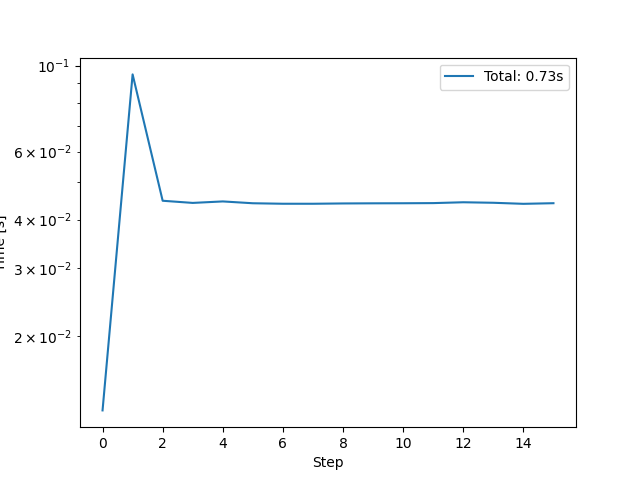 Total: 0.73s
10⁻¹
6 × 10⁻²
4 × 10⁻²
3 × 10⁻²
2 × 10⁻²
Time [s]
0 2 4 6 8 10 12 14
Step